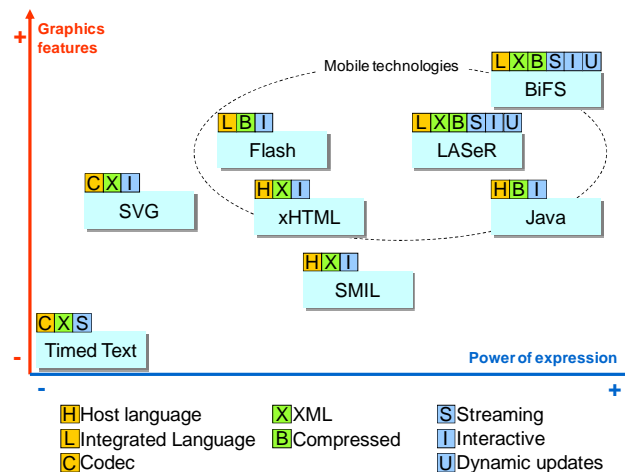 Graphics
features
+
Mobile technologies
L X B S I U
BiFS
L B I
Flash
L X B S I U
LASeR
C X I
SVG
H X I
xHTML
H B I
Java
H X I
SMIL
C X S
Timed Text
-
Power of expression
-
+
H Host language
L Integrated Language
C Codec
X XML
B Compressed
S Streaming
I Interactive
U Dynamic updates